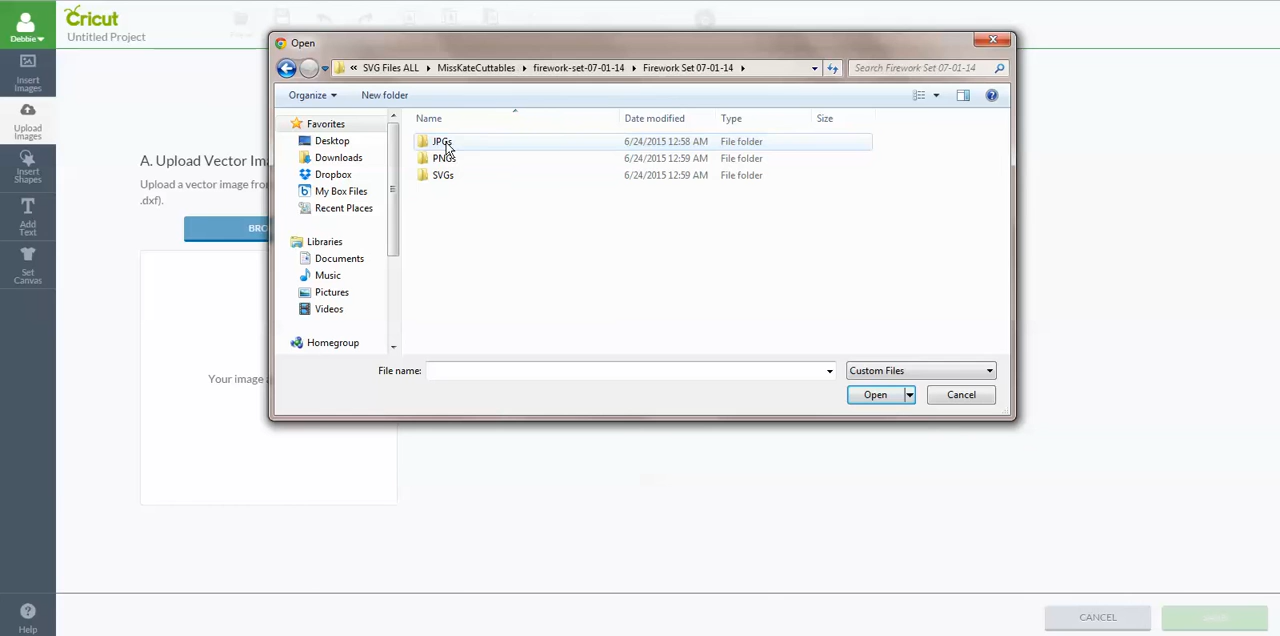 Debbie
Cricut
Untitled Project
Insert
Images
Upload
Images
Insert
Shapes
Add
Text
Set
Canvas
Help
A. Upload Vector Ima
Upload a vector image from
.dxf).
BRO
Your image a
Open
« SVG Files ALL MissKateCuttables firework-set-07-01-14 Firework Set 07-01-14
Search Firework Set 07-01-14
Organize New folder
Favorites
Desktop
Downloads
Dropbox
My Box Files
Recent Places
Libraries
Documents
Music
Pictures
Videos
Homegroup
Name Date modified Type Size
JPGs 6/24/2015 12:58 AM File folder
PNGs 6/24/2015 12:59 AM File folder
SVGs 6/24/2015 12:59 AM File folder
File name: Custom Files
Open Cancel
CANCEL